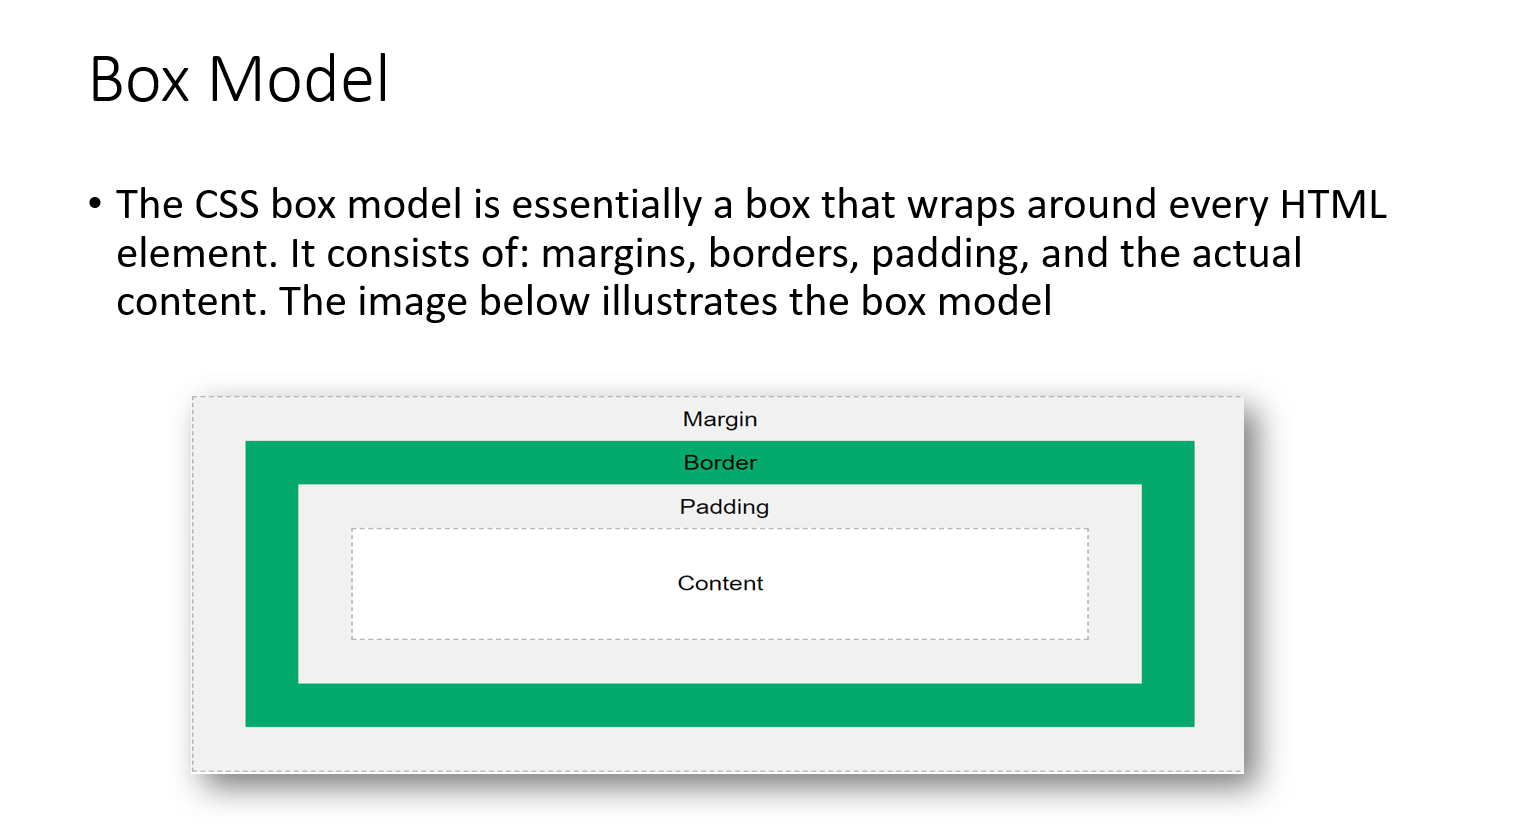 Box Model
• The CSS box model is essentially a box that wraps around every HTML
element. It consists of: margins, borders, padding, and the actual
content. The image below illustrates the box model
Margin
Border
Padding
Content